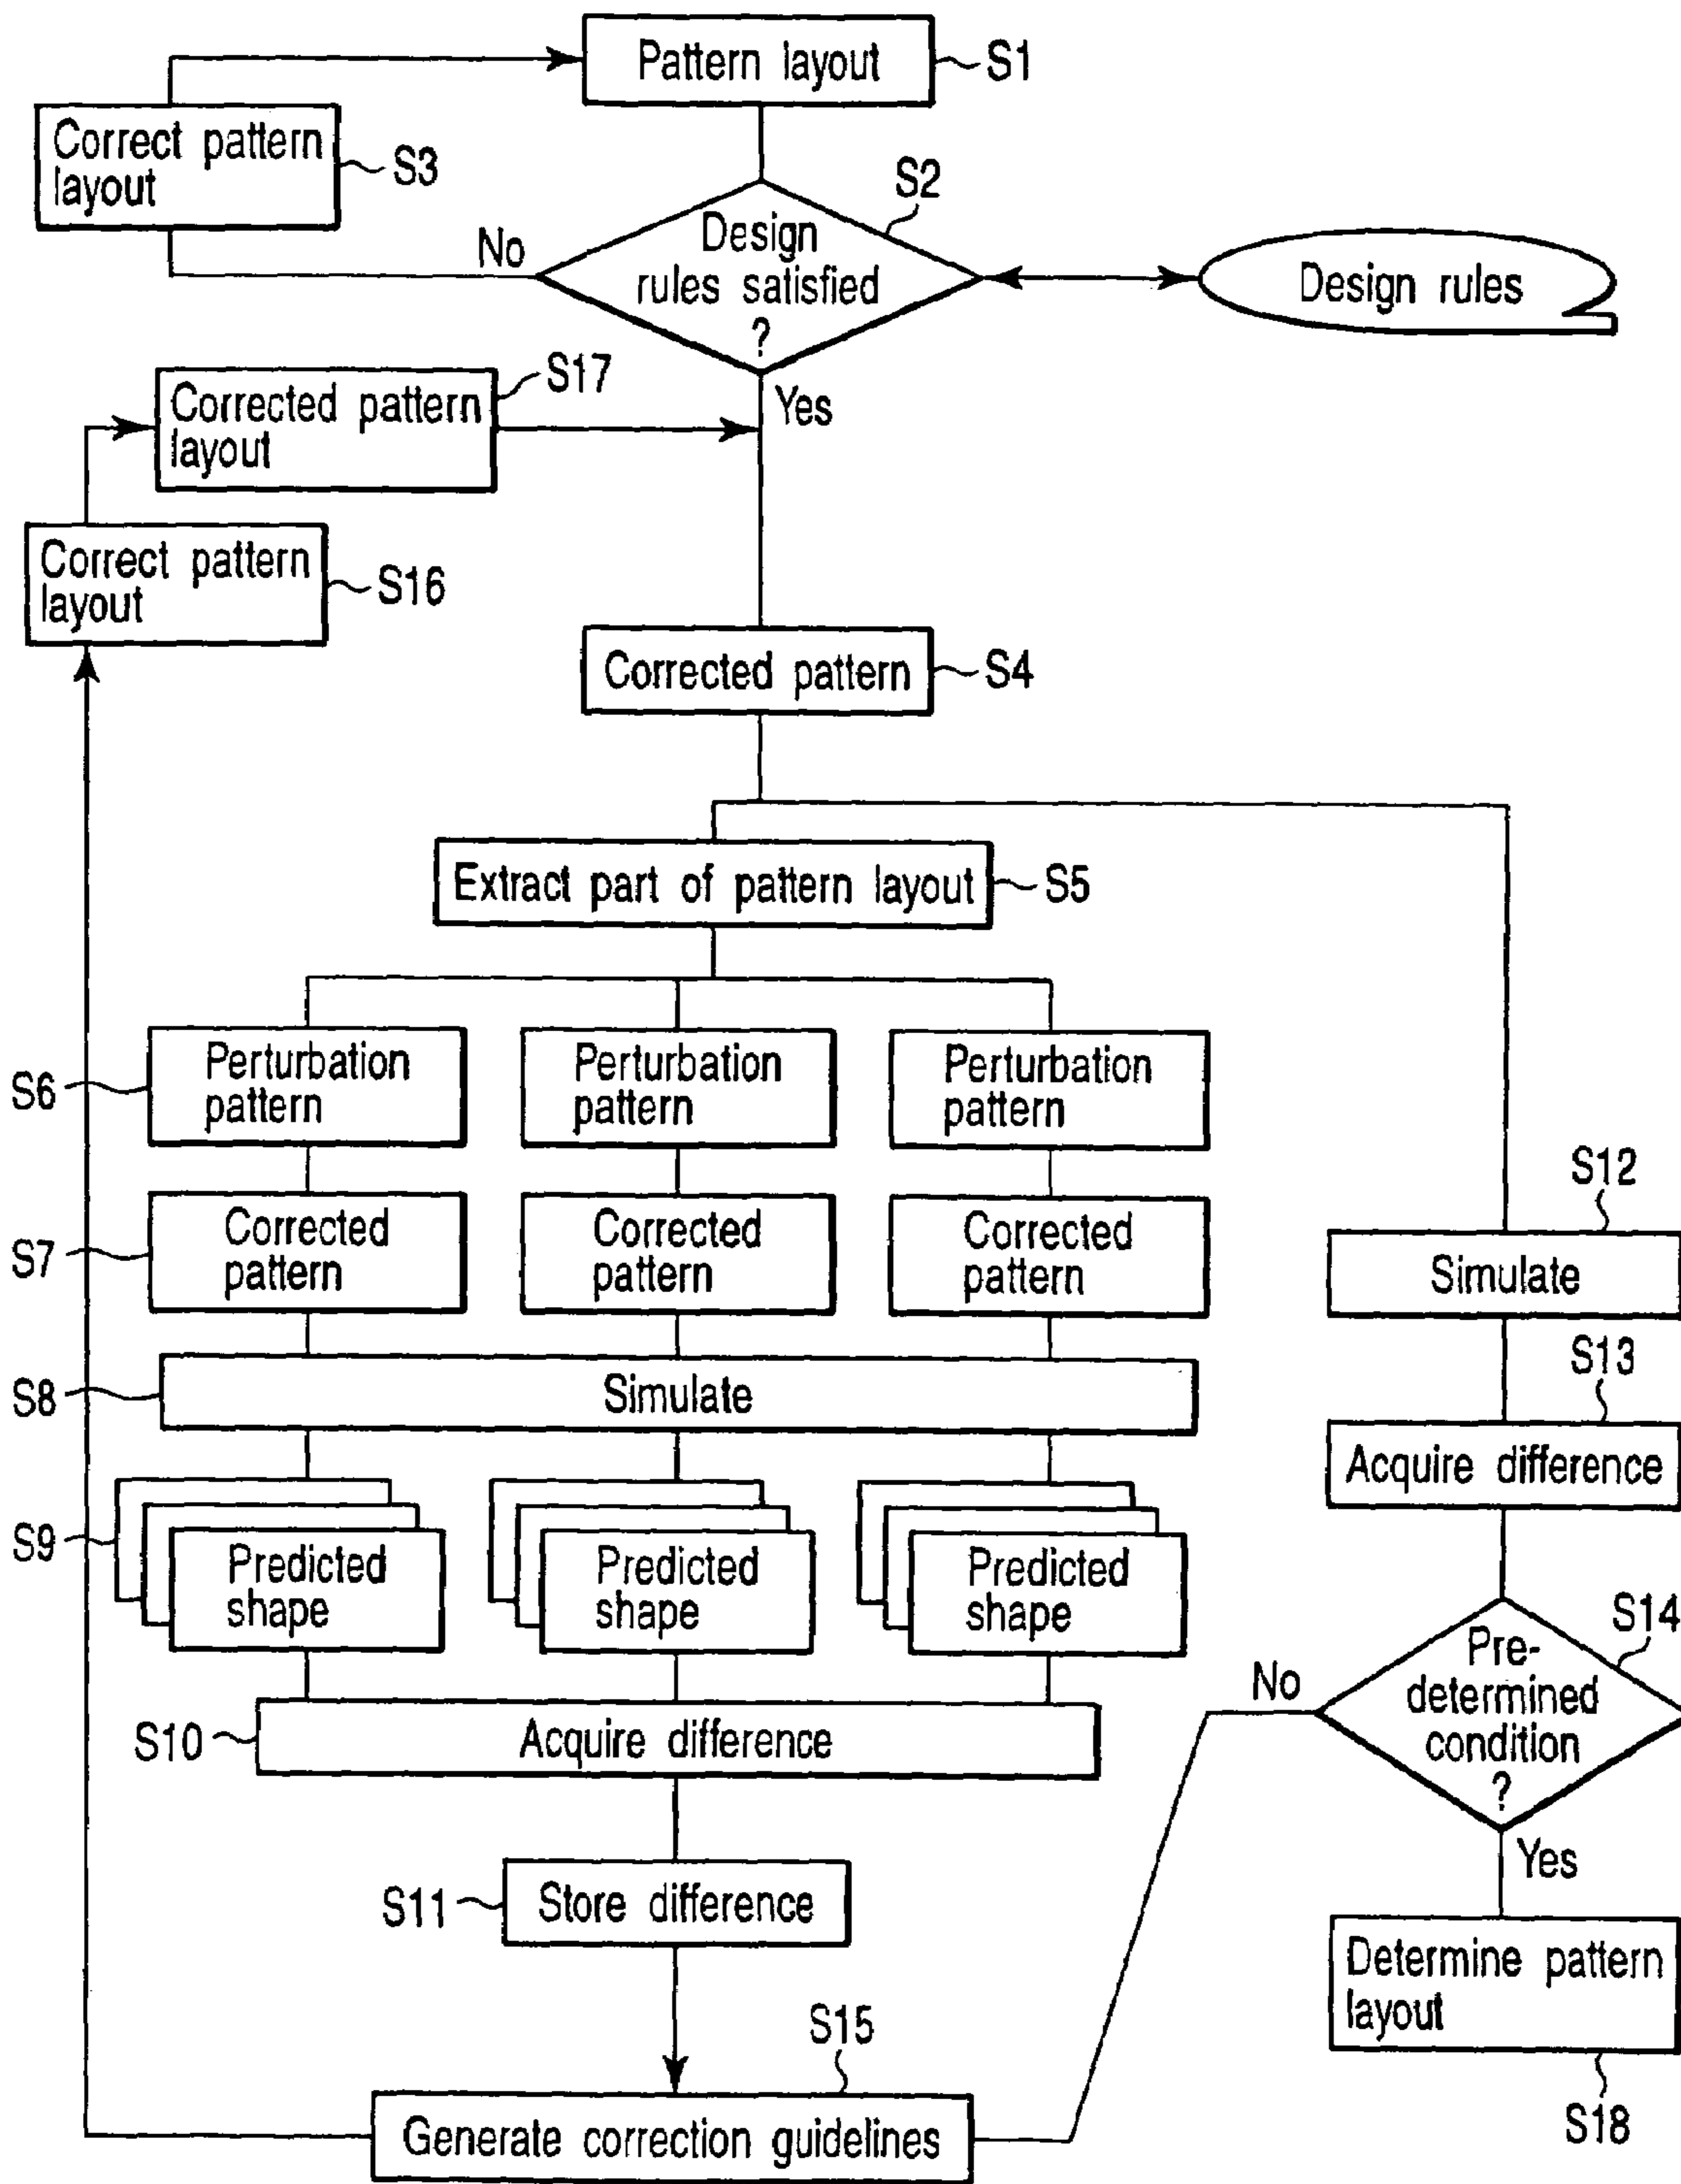 Pattern layout
S1
Correct pattern
layout
S3
S2
No
Design
rules satisfied
?
Design rules
S17
Yes
Corrected pattern
layout
Correct pattern
layout
S16
Corrected pattern
S4
Extract part of pattern layout
S5
S6
Perturbation
pattern
Perturbation
pattern
Perturbation
pattern
S7
Corrected
pattern
Corrected
pattern
Corrected
pattern
S12
Simulate
S8
Simulate
S13
Acquire difference
S9
Predicted
shape
Predicted
shape
Predicted
shape
S14
No
Pre-
determined
condition
?
Yes
S10
Acquire difference
S11
Store difference
Determine pattern
layout
S18
S15
Generate correction guidelines